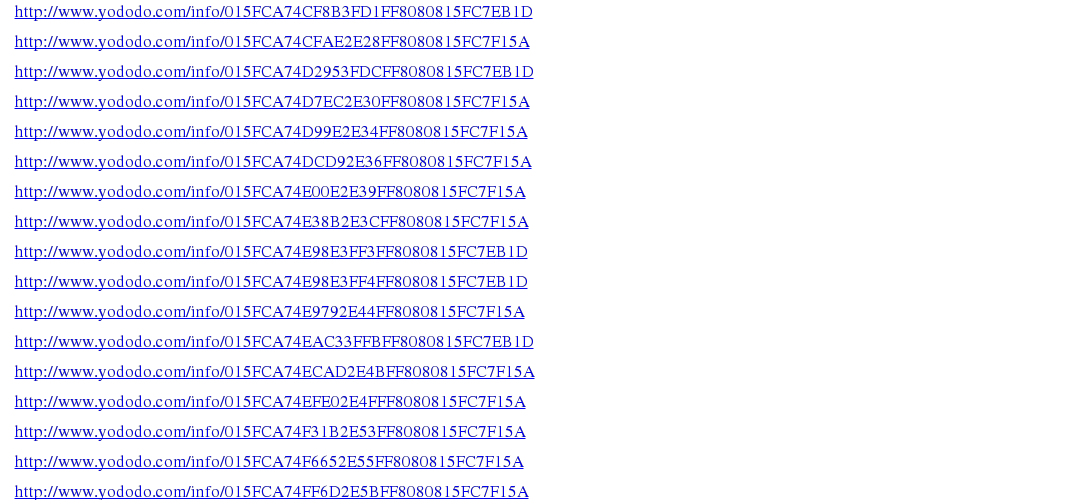 http://www.yododo.com/info/015FCA74CF8B3FD1FF8080815FC7EB1D
http://www.yododo.com/info/015FCA74CFAE2E28FF8080815FC7F15A
http://www.yododo.com/info/015FCA74D2953FDCFF8080815FC7EB1D
http://www.yododo.com/info/015FCA74D7EC2E30FF8080815FC7F15A
http://www.yododo.com/info/015FCA74D99E2E34FF8080815FC7F15A
http://www.yododo.com/info/015FCA74DCD92E36FF8080815FC7F15A
http://www.yododo.com/info/015FCA74E00E2E39FF8080815FC7F15A
http://www.yododo.com/info/015FCA74E38B2E3CFF8080815FC7F15A
http://www.yododo.com/info/015FCA74E98E3FF3FF8080815FC7EB1D
http://www.yododo.com/info/015FCA74E98E3FF4FF8080815FC7EB1D
http://www.yododo.com/info/015FCA74E9792E44FF8080815FC7F15A
http://www.yododo.com/info/015FCA74EAC33FFBFF8080815FC7EB1D
http://www.yododo.com/info/015FCA74ECAD2E4BFF8080815FC7F15A
http://www.yododo.com/info/015FCA74EFE02E4FFF8080815FC7F15A
http://www.yododo.com/info/015FCA74F31B2E53FF8080815FC7F15A
http://www.yododo.com/info/015FCA74F6652E55FF8080815FC7F15A
http://www.yododo.com/info/015FCA74FF6D2E5BFF8080815FC7F15A